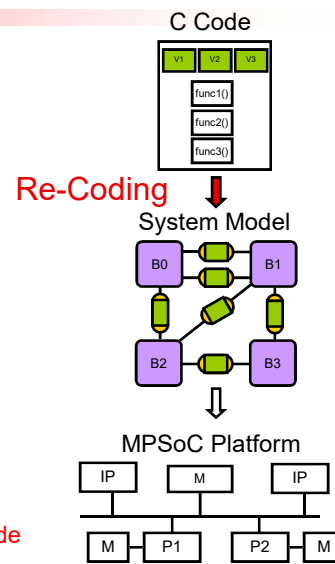 C Code
V1 V2 V3
func1()
func2()
func3()
Re-Coding
System Model
B0 B1
B2 B3
MPSoC Platform
IP M IP
de
M P1 P2 M